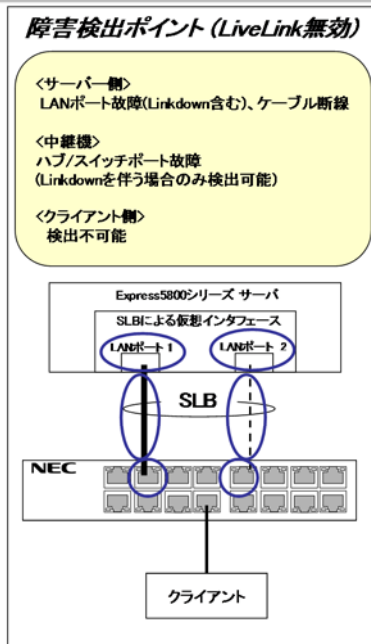 障害検出ポイント(LiveLink無効)
<サーバー側>
LANポート故障(Linkdown含む)、ケーブル断線
<中継機>
ハブ/スイッチポート故障
(Linkdownを伴う場合のみ検出可能)
<クライアント側>
検出不可能
Express5800シリーズ サーバ
SLBによる仮想インタフェース
LANポート 1
LANポート 2
SLB
NEC
クライアント